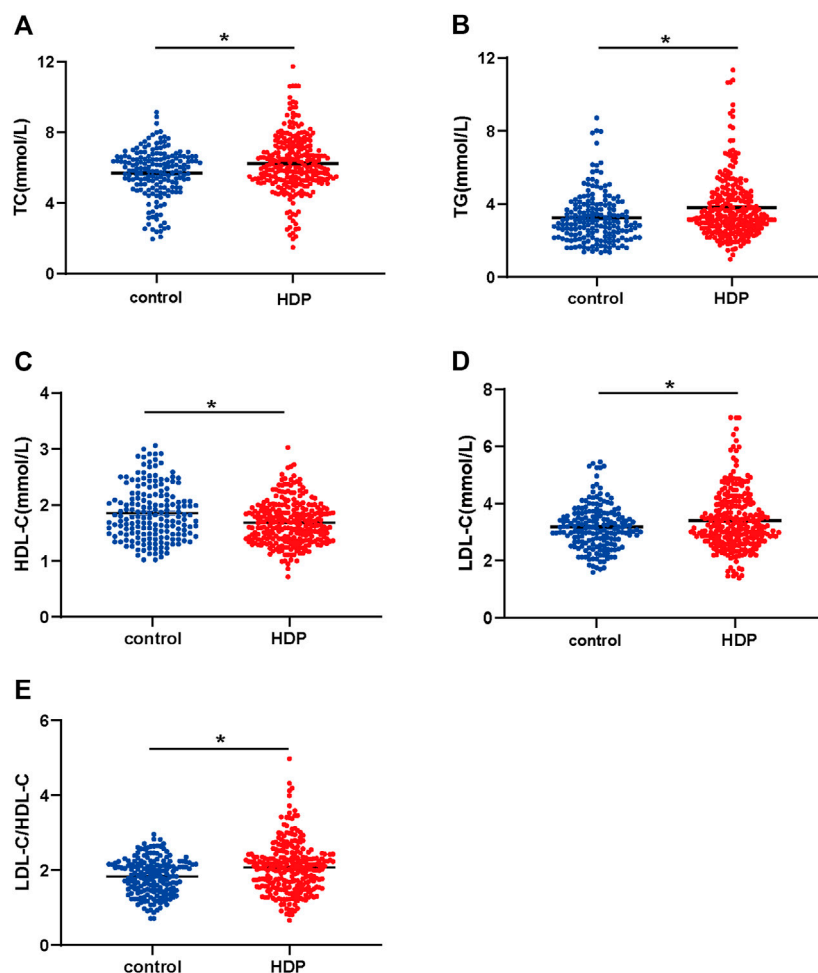 A
*
TC(mmol/L)
12
8
4
0
control
HDP
B
*
TG(mmol/L)
12
8
4
0
control
HDP
C
*
HDL-C(mmol/L)
4
3
2
1
0
control
HDP
D
*
LDL-C(mmol/L)
8
6
4
2
0
control
HDP
E
*
LDL-C/HDL-C
6
4
2
0
control
HDP